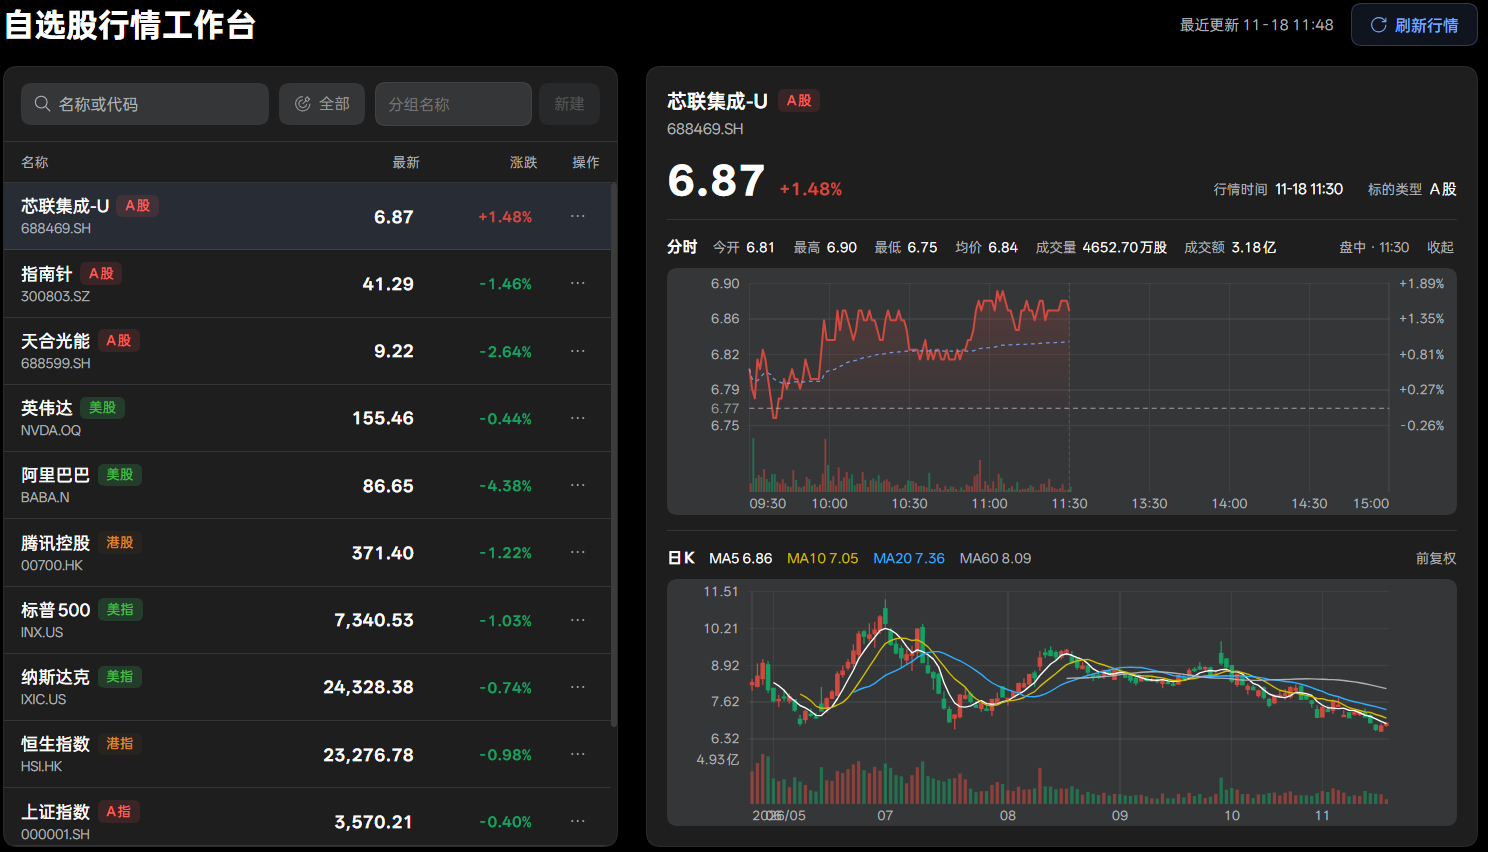 自选股行情工作台
最近更新 11-18 11:48 刷新行情
名称或代码 全部 分组名称 新建
名称 最新 涨跌 操作
芯联集成-U A股 6.87 +1.48% ...
688469.SH
指南针 A股 41.29 -1.46% ...
300803.SZ
天合光能 A股 9.22 -2.64% ...
688599.SH
英伟达 美股 155.46 -0.44% ...
NVDA.OQ
阿里巴巴 美股 86.65 -4.38% ...
BABA.N
腾讯控股 港股 371.40 -1.22% ...
00700.HK
标普500 美指 7,340.53 -1.03% ...
INX.US
纳斯达克 美指 24,328.38 -0.74% ...
IXIC.US
恒生指数 港指 23,276.78 -0.98% ...
HSI.HK
上证指数 A指 3,570.21 -0.40% ...
000001.SH
芯联集成-U A股
688469.SH
6.87 +1.48% 行情时间 11-18 11:30 标的类型 A股
分时 今开 6.81 最高 6.90 最低 6.75 均价 6.84 成交量 4652.70万股 成交额 3.18亿 盘中 · 11:30 收起
6.90 +1.89%
6.86 +1.35%
6.82 +0.81%
6.79 +0.27%
6.77
6.75 -0.26%
09:30 10:00 10:30 11:00 11:30 13:30 14:00 14:30 15:00
日K MA5 6.86 MA10 7.05 MA20 7.36 MA60 8.09 前复权
11.51
10.21
8.92
7.62
6.32
4.93亿
2026/05 07 08 09 10 11